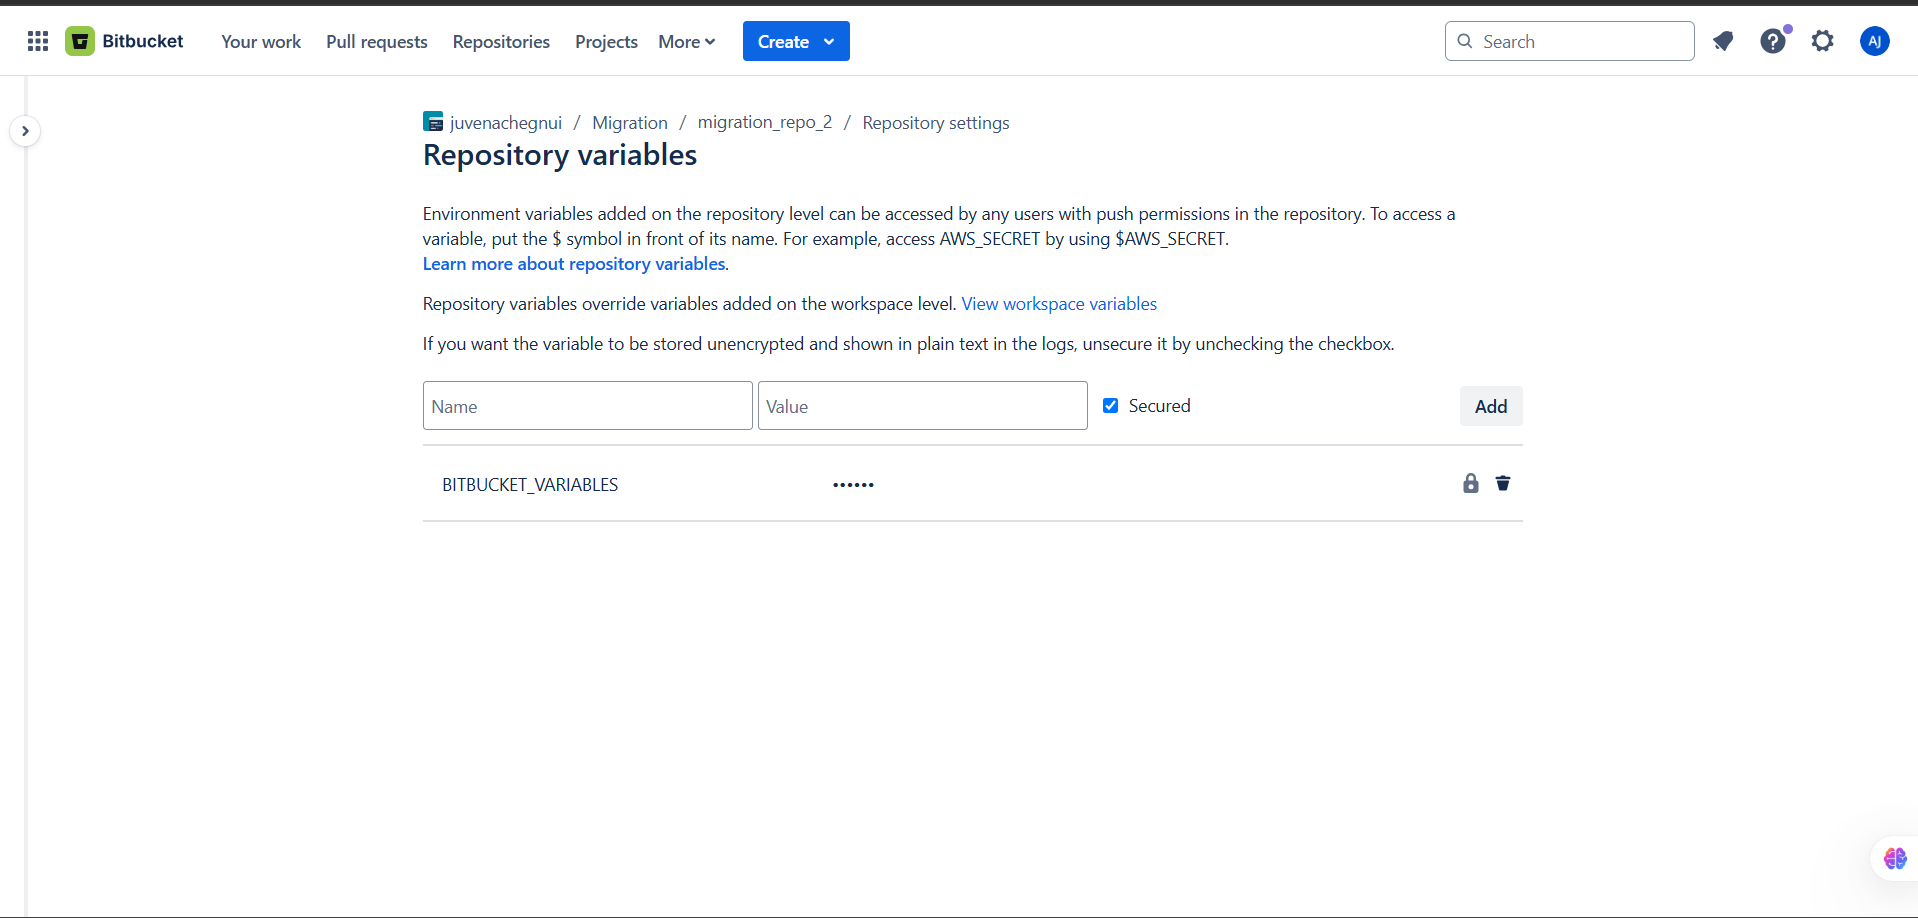 Bitbucket Your work Pull requests Repositories Projects More Create Search AJ
juvenachegnui / Migration / migration_repo_2 / Repository settings
Repository variables
Environment variables added on the repository level can be accessed by any users with push permissions in the repository. To access a
variable, put the $ symbol in front of its name. For example, access AWS_SECRET by using $AWS_SECRET.
Learn more about repository variables.
Repository variables override variables added on the workspace level. View workspace variables
If you want the variable to be stored unencrypted and shown in plain text in the logs, unsecure it by unchecking the checkbox.
Name Value Secured Add
BITBUCKET_VARIABLES ••••••